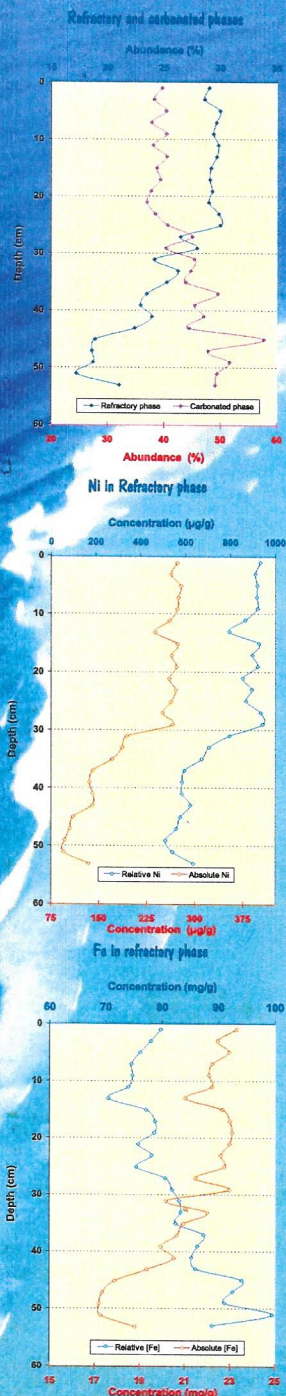 Refractory and carbonated phases
Abundance (%)
15 20 25 30 35
0
10
20
30
40
50
60
Depth (cm)
Refractory phase Carbonated phase
20 30 40 50 60
Abundance (%)
Ni in Refractory phase
Concentration (µg/g)
0 200 400 600 800 1000
0
10
20
30
40
50
60
Depth (cm)
Relative Ni Absolute Ni
75 150 225 300 375
Concentration (µg/g)
Fe in refractory phase
Concentration (mg/g)
60 70 80 90 100
0
10
20
30
40
50
60
Depth (cm)
Relative [Fe] Absolute [Fe]
15 17 19 21 23 25
Concentration (mg/g)